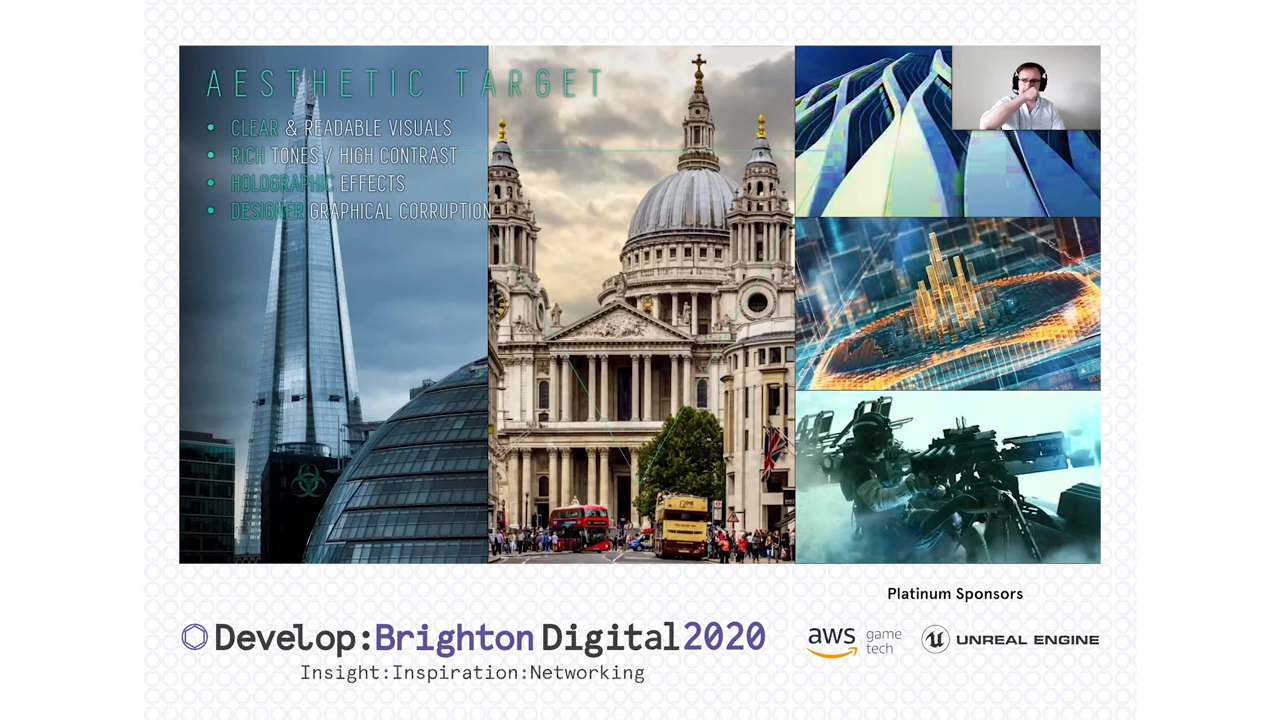 AESTHETIC TARGET
• CLEAR & READABLE VISUALS
• RICH TONES / HIGH CONTRAST
• HOLOGRAPHIC EFFECTS
• DESIGNER GRAPHICAL CORRUPTION
Platinum Sponsors
Develop:Brighton Digital 2020
Insight:Inspiration:Networking
aws game tech
UNREAL ENGINE